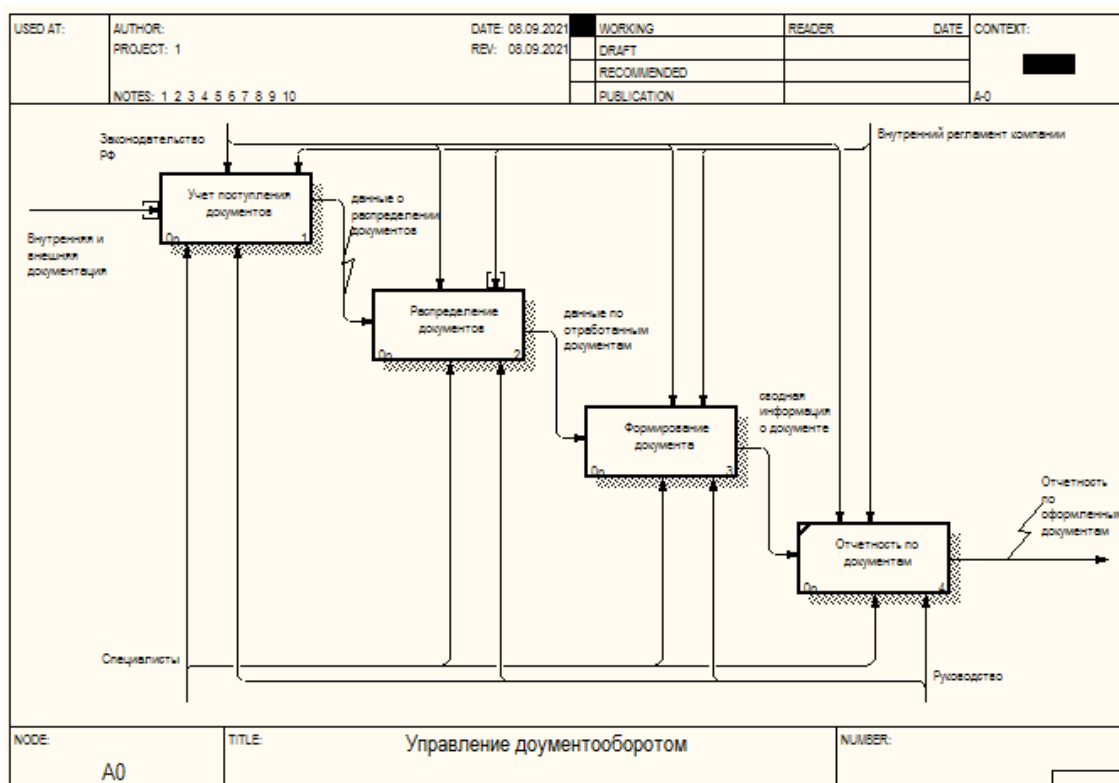 USED AT:
AUTHOR:
DATE: 08.09.2021
WORKING
READER
DATE
CONTEXT:
PROJECT: 1
REV: 08.09.2021
DRAFT
RECOMMENDED
NOTES: 1 2 3 4 5 6 7 8 9 10
PUBLICATION
A-0
Законодательство
РФ
Внутренний регламент компании
Учет поступления
документов
0р.
1
данные о
распределении
документов
Внутренняя и
внешняя
документация
Распределение
документов
0р.
2
данные по
отработанным
документам
Формирование
документа
0р.
3
сводная
информация
о документе
Отчетность по
документам
0р.
4
Отчетность
по
оформленным
документам
Специалисты
Руководство
NODE:
A0
TITLE:
Управление доументооборотом
NUMBER: